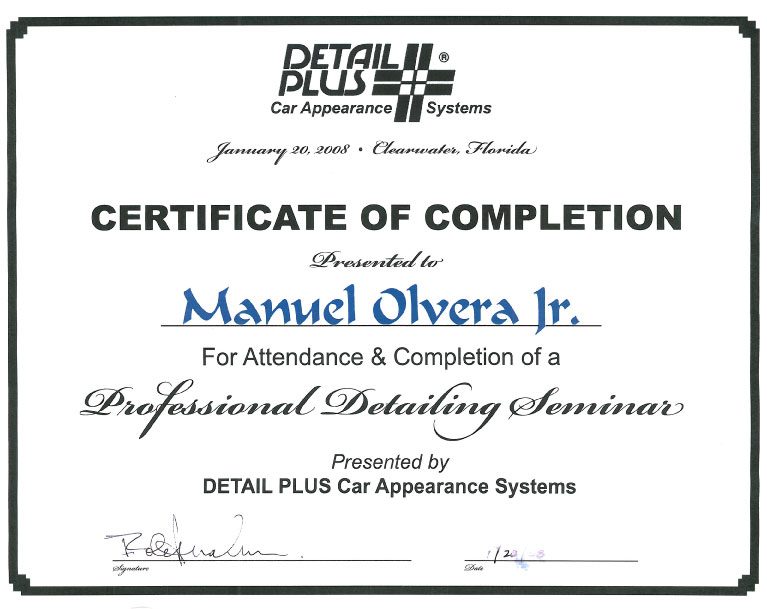 DETAIL
PLUS ®
Car Appearance Systems
January 20, 2008 • Clearwater, Florida
CERTIFICATE OF COMPLETION
Presented to
Manuel Olvera Jr.
For Attendance & Completion of a
Professional Detailing Seminar
Presented by
DETAIL PLUS Car Appearance Systems
Signature
Date